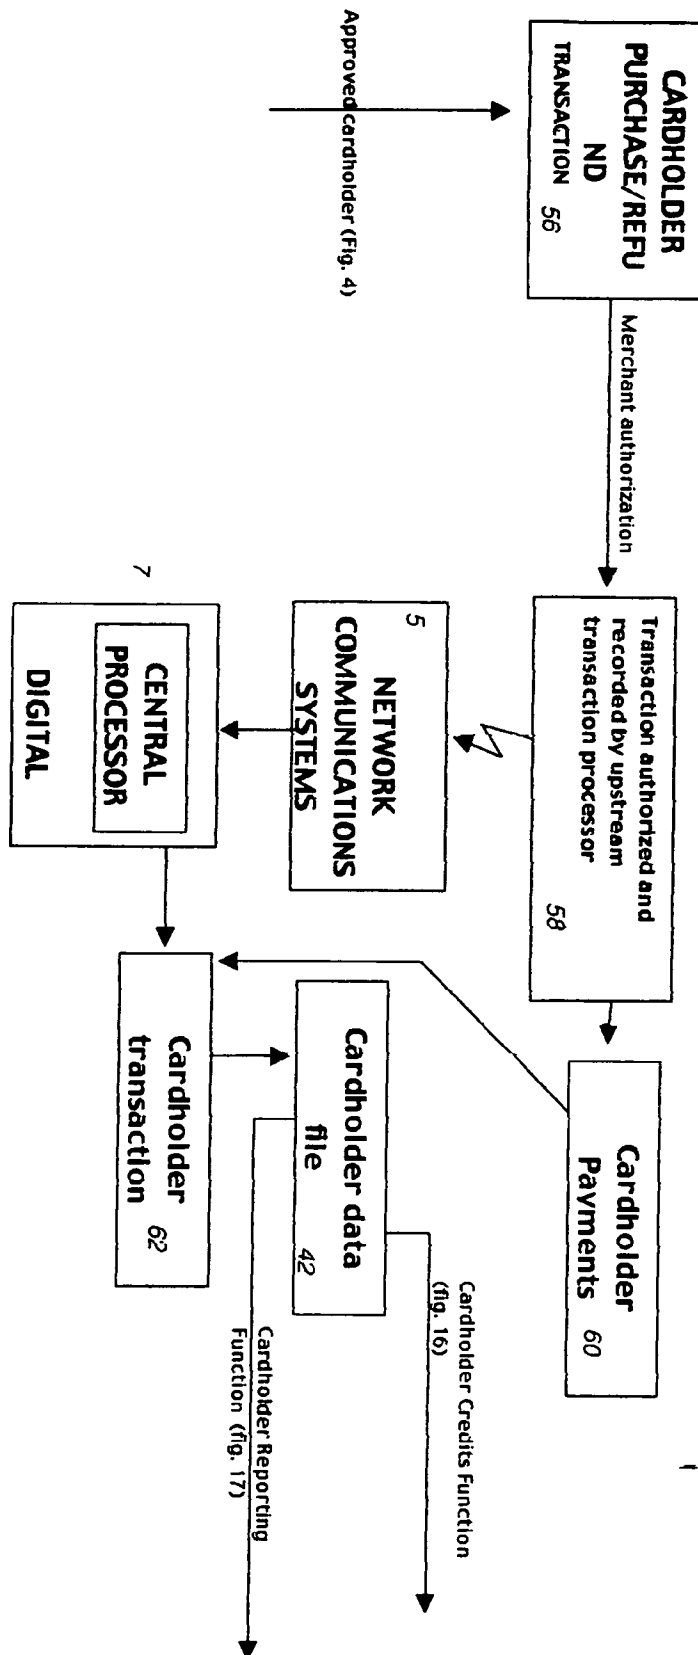 CARDHOLDER
PURCHASE/REFU
ND
TRANSACTION 56
Approved cardholder (Fig. 4)
Merchant authorization
Transaction authorized and
recorded by upstream
transaction processor
58
Cardholder
Payments 60
5
NETWORK
COMMUNICATIONS
SYSTEMS
7
CENTRAL
PROCESSOR
DIGITAL
Cardholder
transaction 62
Cardholder data
file 42
Cardholder Credits Function
(fig. 16)
Cardholder Reporting
Function (fig. 17)